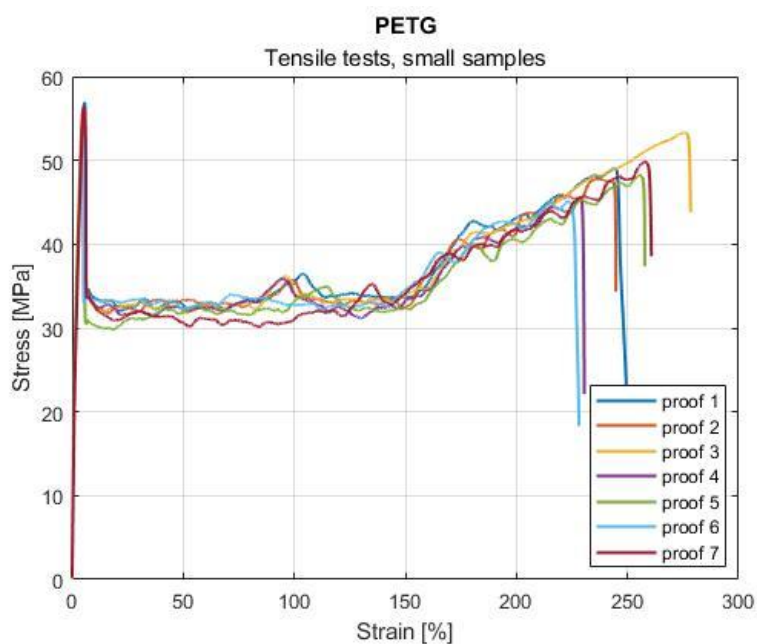 PETG
Tensile tests, small samples
60
50
40
30
20
10
0
Stress [MPa]
0 50 100 150 200 250 300
Strain [%]
proof 1
proof 2
proof 3
proof 4
proof 5
proof 6
proof 7